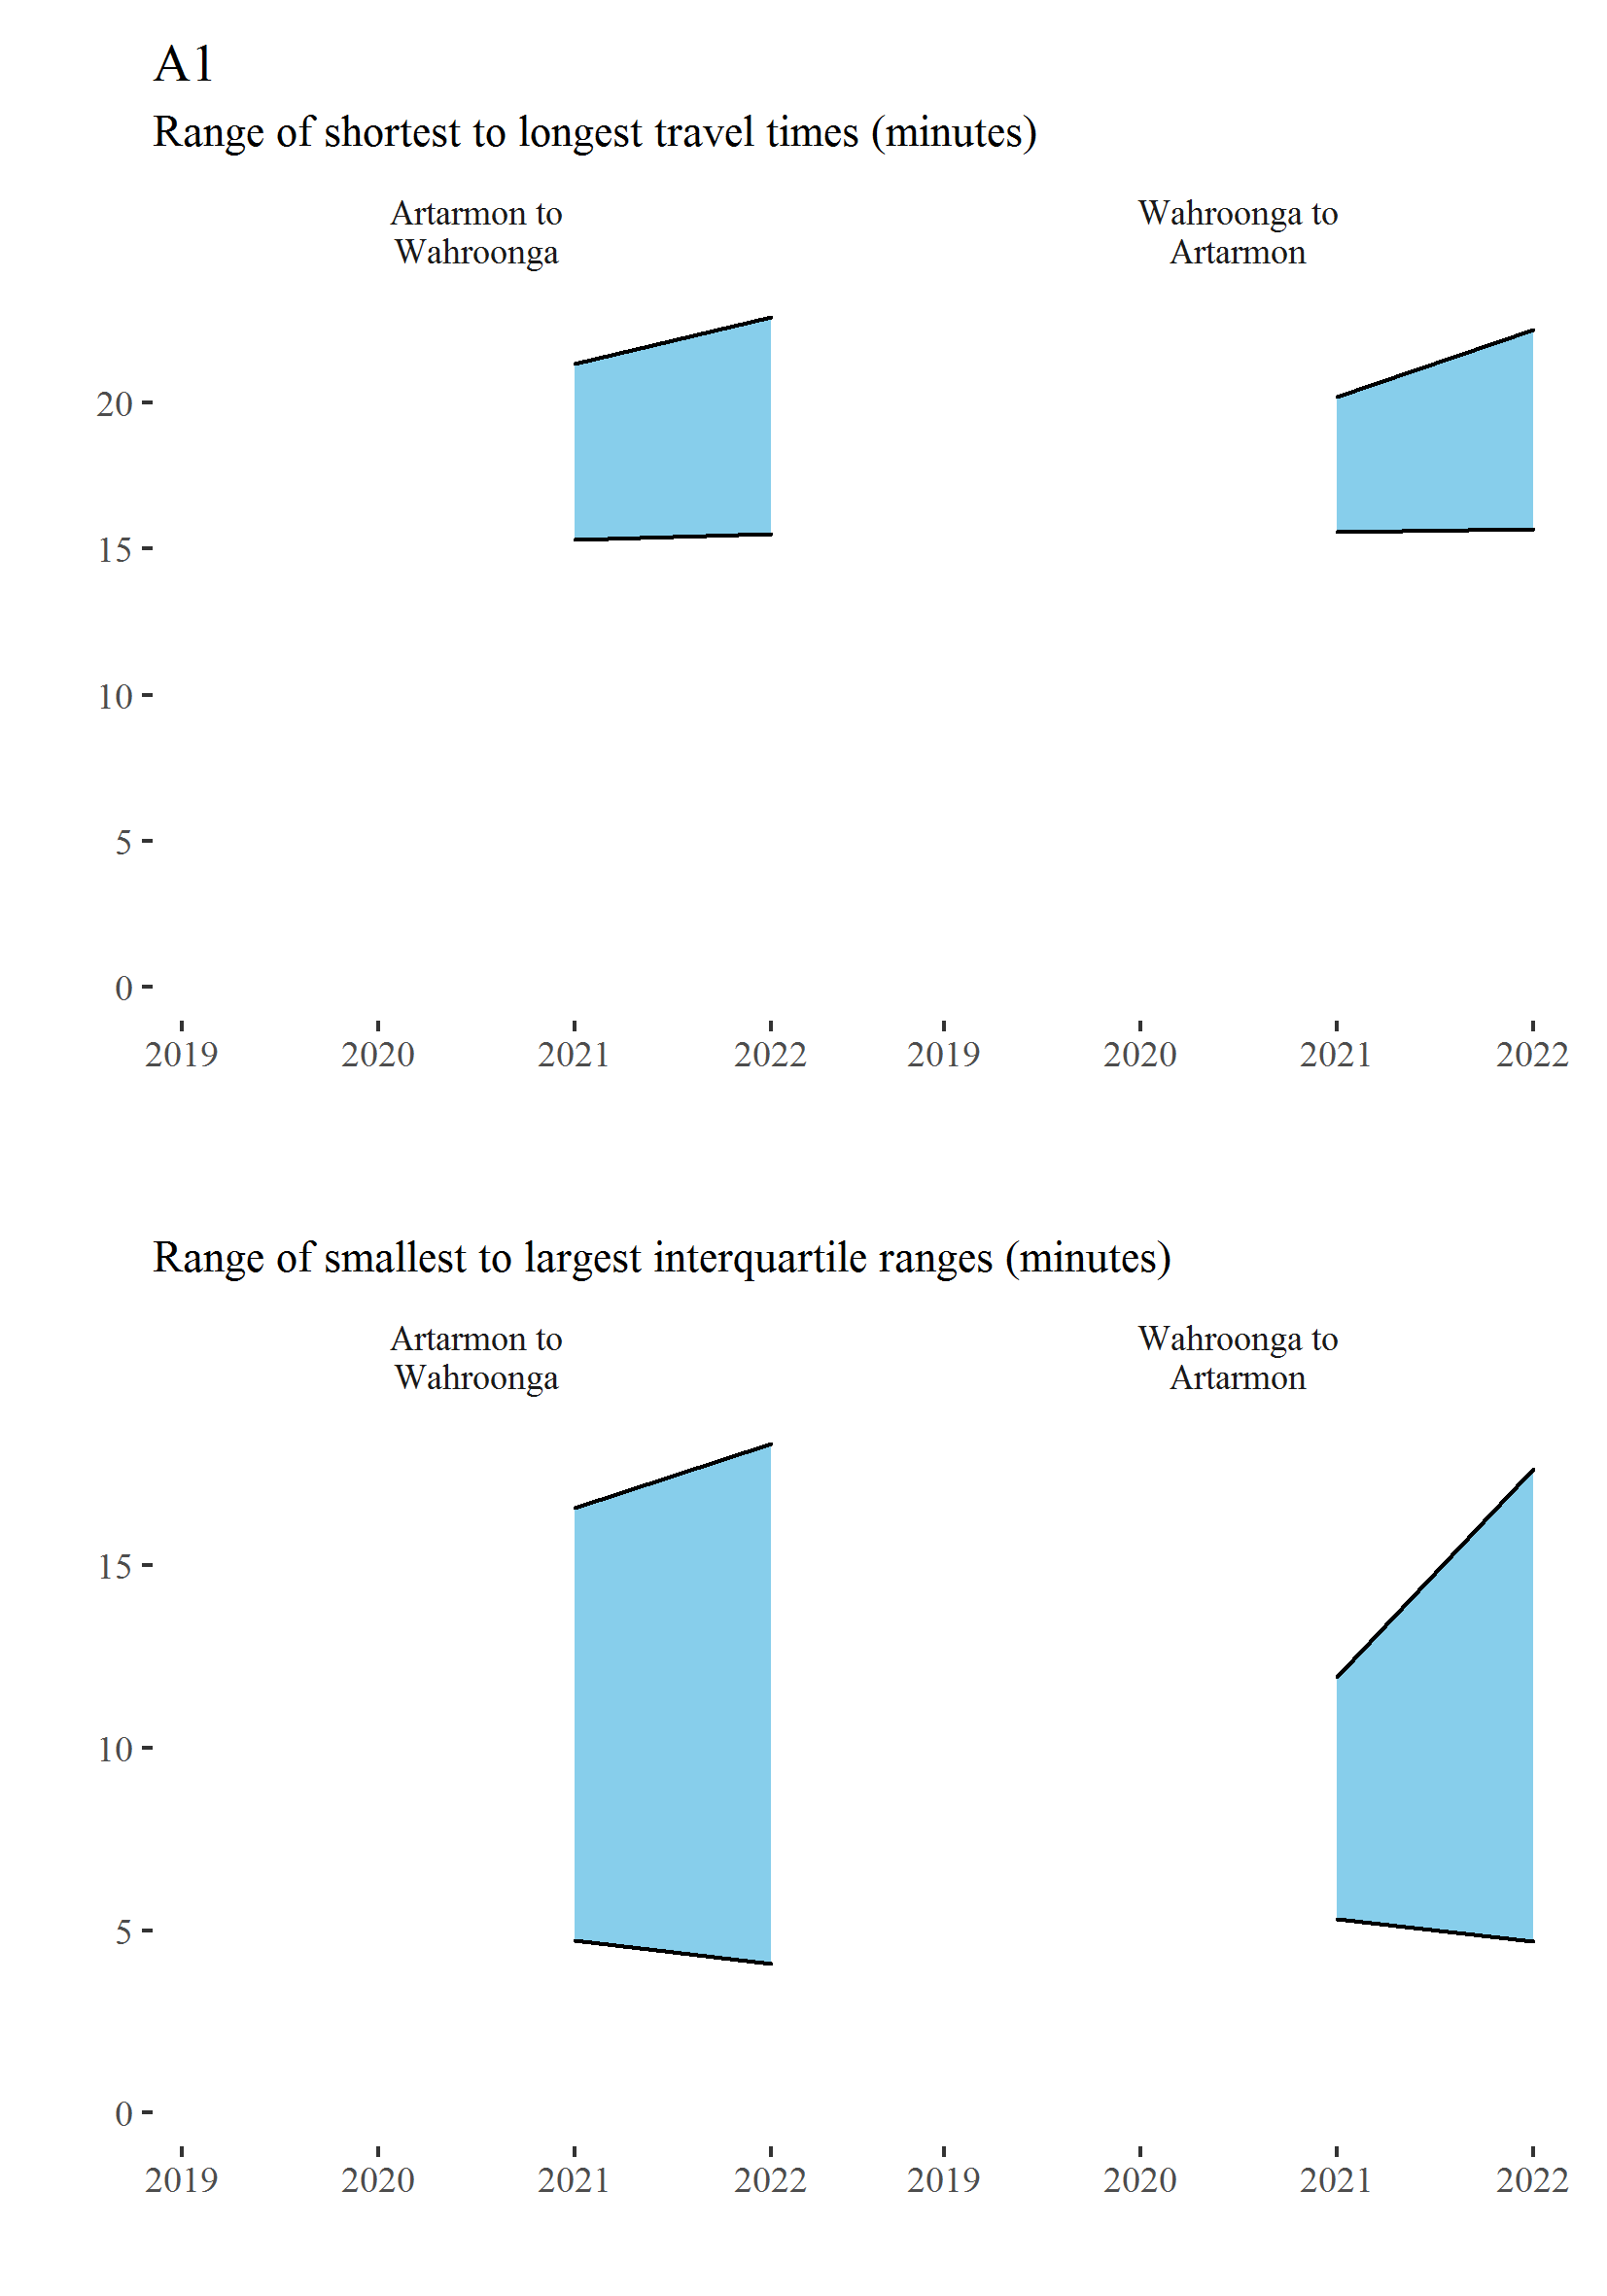 A1
Range of shortest to longest travel times (minutes)
Artarmon to
Wahroonga
Wahroonga to
Artarmon
20
15
10
5
0
2019 2020 2021 2022 2019 2020 2021 2022
Range of smallest to largest interquartile ranges (minutes)
Artarmon to
Wahroonga
Wahroonga to
Artarmon
15
10
5
0
2019 2020 2021 2022 2019 2020 2021 2022